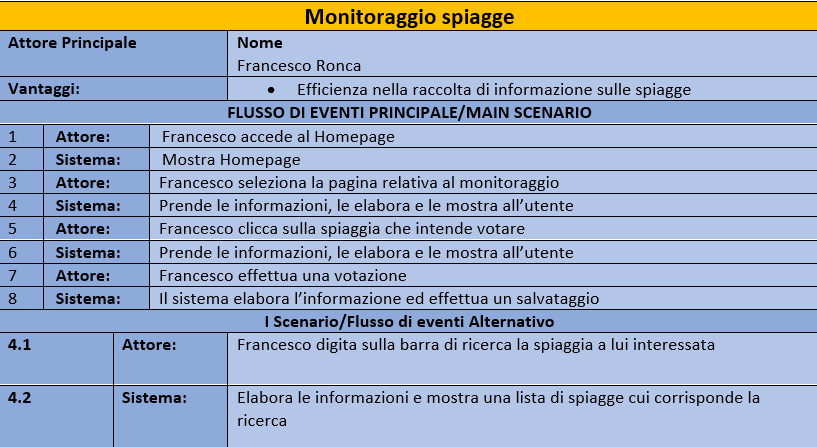 Monitoraggio spiagge
Attore Principale
Nome
Francesco Ronca
Vantaggi:
• Efficienza nella raccolta di informazione sulle spiagge
FLUSSO DI EVENTI PRINCIPALE/MAIN SCENARIO
1 Attore: Francesco accede al Homepage
2 Sistema: Mostra Homepage
3 Attore: Francesco seleziona la pagina relativa al monitoraggio
4 Sistema: Prende le informazioni, le elabora e le mostra all’utente
5 Attore: Francesco clicca sulla spiaggia che intende votare
6 Sistema: Prende le informazioni, le elabora e le mostra all’utente
7 Attore: Francesco effettua una votazione
8 Sistema: Il sistema elabora l’informazione ed effettua un salvataggio
I Scenario/Flusso di eventi Alternativo
4.1 Attore: Francesco digita sulla barra di ricerca la spiaggia a lui interessata
4.2 Sistema: Elabora le informazioni e mostra una lista di spiagge cui corrisponde la
ricerca